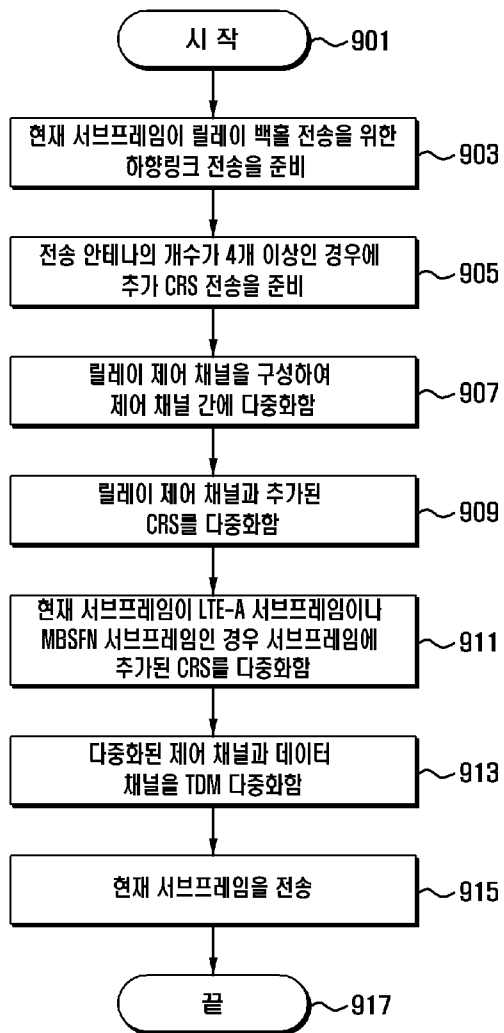 시 작
901
현재 서브프레임이 릴레이 백홀 전송을 위한
하향링크 전송을 준비
903
전송 안테나의 개수가 4개 이상인 경우에
추가 CRS 전송을 준비
905
릴레이 제어 채널을 구성하여
제어 채널 간에 다중화함
907
릴레이 제어 채널과 추가된
CRS를 다중화함
909
현재 서브프레임이 LTE-A 서브프레임이나
MBSFN 서브프레임인 경우 서브프레임에
추가된 CRS를 다중화함
911
다중화된 제어 채널과 데이터
채널을 TDM 다중화함
913
현재 서브프레임을 전송
915
끝
917